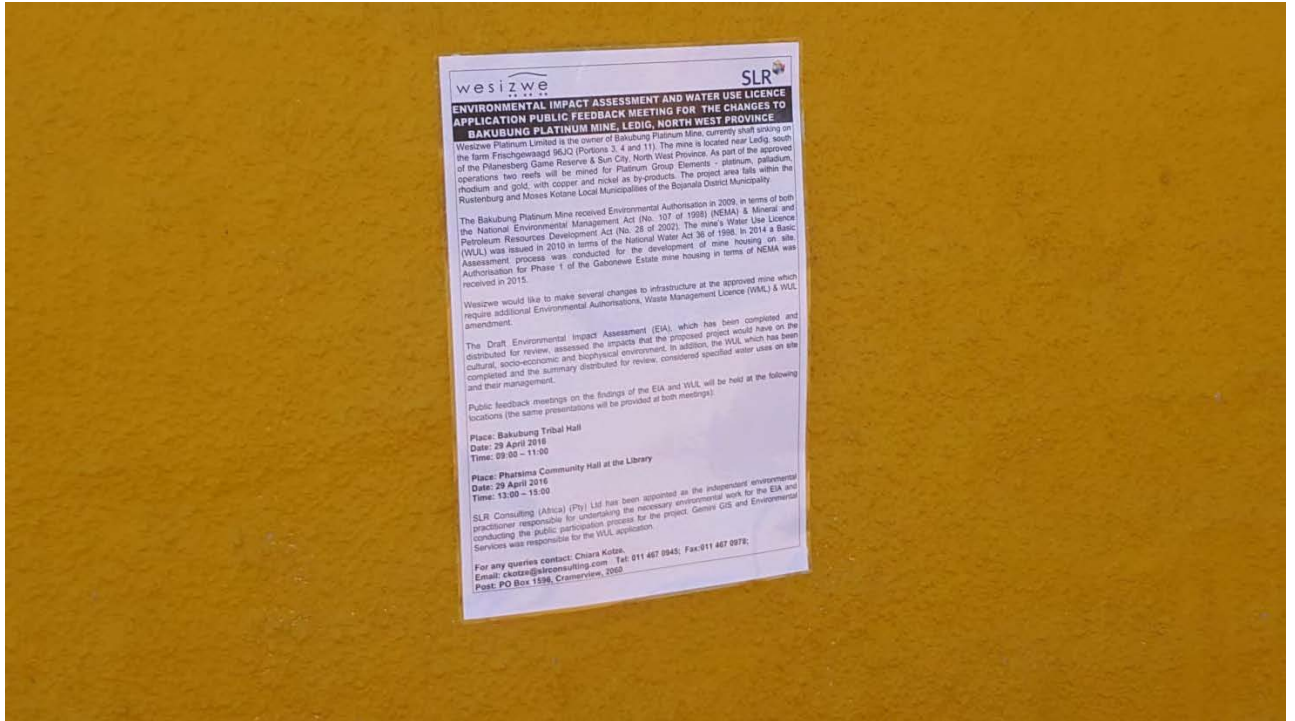 wesizwe
SLR
ENVIRONMENTAL IMPACT ASSESSMENT AND WATER USE LICENCE
APPLICATION PUBLIC FEEDBACK MEETING FOR THE CHANGES TO
BAKUBUNG PLATINUM MINE, LEDIG, NORTH WEST PROVINCE
Wesizwe Platinum Limited is the owner of Bakubung Platinum Mine, currently shaft sinking on
the farm Frischgewaagd 96JQ (Portions 3, 4 and 11). The mine is located near Ledig, south
of the Pilanesberg Game Reserve & Sun City, North West Province. As part of the approved
operations two reefs will be mined for Platinum Group Elements - platinum, palladium,
rhodium and gold, with copper and nickel as by-products. The project area falls within the
Rustenburg and Moses Kotane Local Municipalities of the Bojanala District Municipality
The Bakubung Platinum Mine received Environmental Authorisation in 2009, in terms of both
the National Environmental Management Act (No. 107 of 1998) (NEMA) & Mineral and
Petroleum Resources Development Act (No. 28 of 2002). The mine's Water Use Licence
(WUL) was issued in 2010 in terms of the National Water Act 36 of 1998. In 2014 a Basic
Assessment process was conducted for the development of mine housing on site.
Authorisation for Phase 1 of the Gabonewe Estate mine housing in terms of NEMA was
received in 2015.
Wesizwe would like to make several changes to infrastructure at the approved mine which
require additional Environmental Authorisations, Waste Management Licence (WML) & WUL
amendment.
The Draft Environmental Impact Assessment (EIA), which has been completed and
distributed for review, assessed the impacts that the proposed project would have on the
cultural, socio-economic and biophysical environment. In addition, the WUL which has been
completed and the summary distributed for review, considered specified water uses on site
and their management.
Public feedback meetings on the findings of the EIA and WUL will be held at the following
locations (the same presentations will be provided at both meetings):
Place: Bakubung Tribal Hall
Date: 29 April 2016
Time: 09:00 – 11:00
Place: Phatsima Community Hall at the Library
Date: 29 April 2016
Time: 13:00 – 15:00
SLR Consulting (Africa) (Pty) Ltd has been appointed as the independent environmental
practitioner responsible for undertaking the necessary environmental work for the EIA and
conducting the public participation process for the project. Gemini GIS and Environmental
Services was responsible for the WUL application.
For any queries contact: Chiara Kotze,
Email: ckotze@slrconsulting.com Tel: 011 467 0945; Fax:011 467 0978;
Post: PO Box 1596, Cramerview, 2060